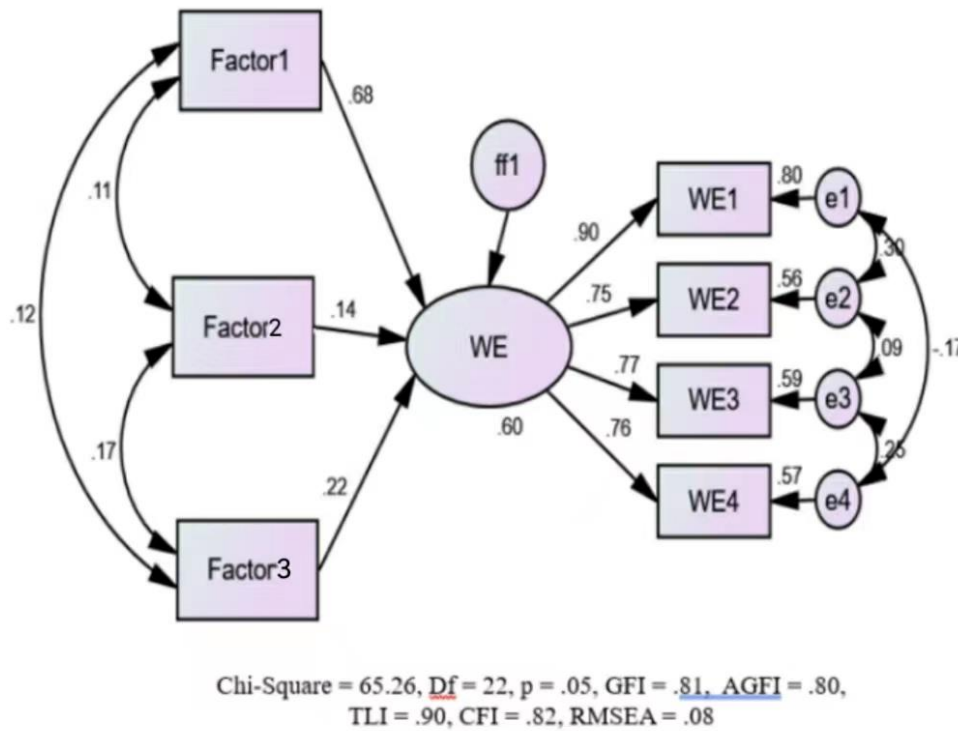 Factor1
.68
ff1
.11
WE1
.80
e1
.90
.30
.12
Factor2
.14
WE
.75
WE2
.56
e2
.09
-.17
.77
WE3
.59
e3
.60
.76
.17
.25
.22
WE4
.57
e4
Factor3
Chi-Square = 65.26, Df = 22, p = .05, GFI = .81, AGFI = .80,
TLI = .90, CFI = .82, RMSEA = .08